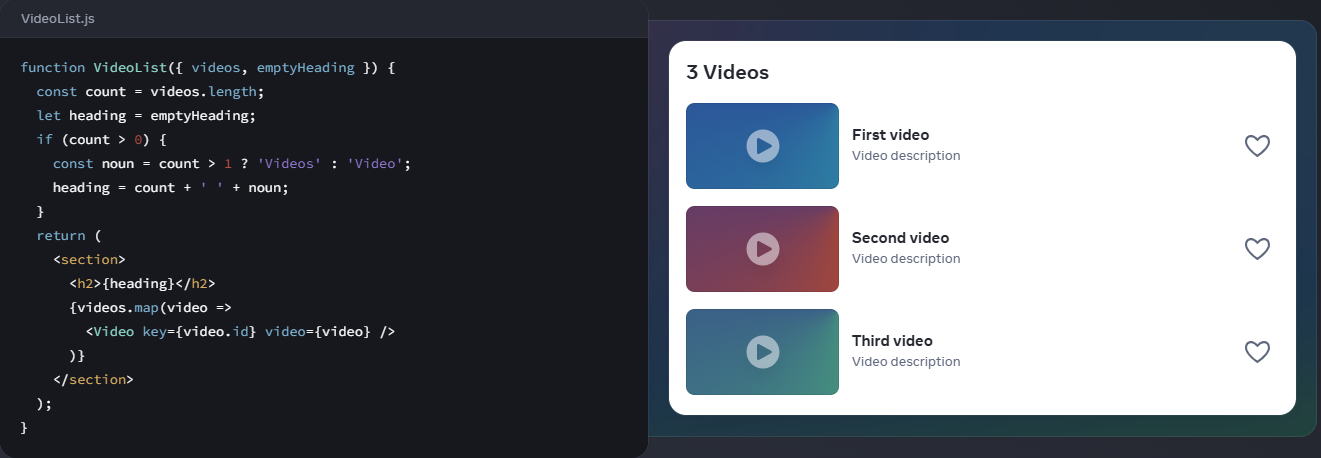 VideoList.js
function VideoList({ videos, emptyHeading }) {
  const count = videos.length;
  let heading = emptyHeading;
  if (count > 0) {
    const noun = count > 1 ? 'Videos' : 'Video';
    heading = count + ' ' + noun;
  }
  return (
    <section>
      <h2>{heading}</h2>
      {videos.map(video =>
        <Video key={video.id} video={video} />
      )}
    </section>
  );
}
3 Videos
First video
Video description
Second video
Video description
Third video
Video description